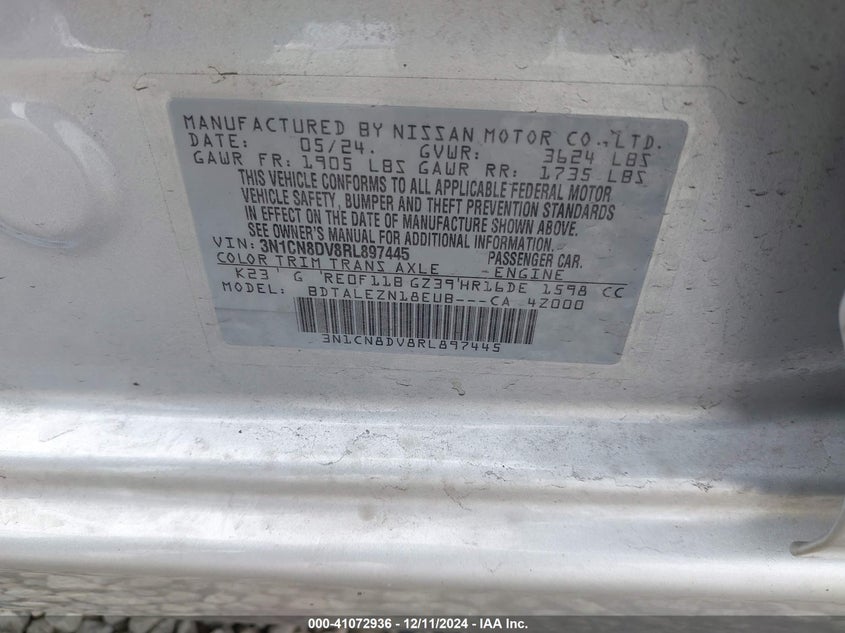 MANUFACTURED BY NISSAN MOTOR CO., LTD.
DATE: 05/24. GVWR: 3624 LBS
GAWR FR: 1905 LBS GAWR RR: 1735 LBS
THIS VEHICLE CONFORMS TO ALL APPLICABLE FEDERAL MOTOR
VEHICLE SAFETY, BUMPER AND THEFT PREVENTION STANDARDS
IN EFFECT ON THE DATE OF MANUFACTURE SHOWN ABOVE.
SEE OWNER'S MANUAL FOR ADDITIONAL INFORMATION.
VIN: 3N1CN8DV8RL897445 PASSENGER CAR.
COLOR TRIM TRANS AXLE ENGINE
K23 G RE0F11B GZ39 HR16DE 1598 CC
MODEL: BDTALEZN18EUB---CA 4Z000
3N1CN8DV8RL897445
000-41072936 - 12/11/2024 - IAA Inc.